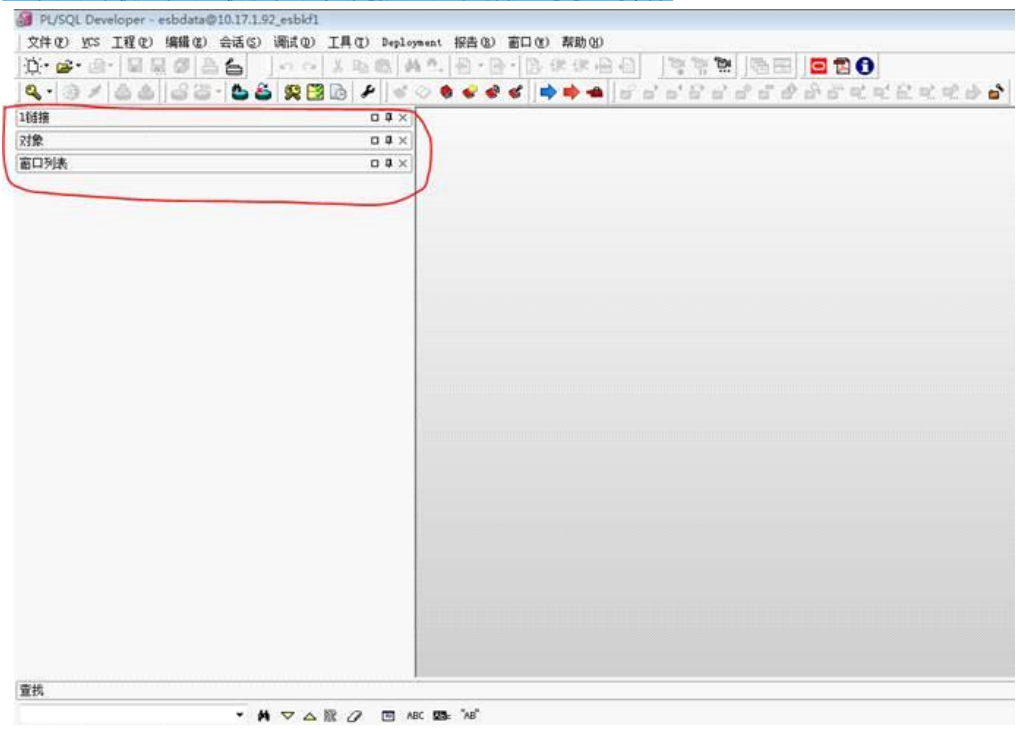 PL/SQL Developer - esbdata@10.17.1.92_esbkf1
文件(F) VCS 工程(P) 编辑(E) 会话(S) 调试(D) 工具(T) Deployment 报告(R) 窗口(W) 帮助(H)
1链接
对象
窗口列表
查找
ABC "AB"